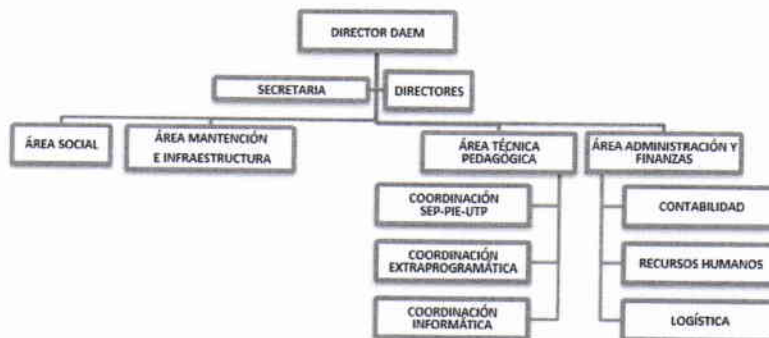 DIRECTOR DAEM
SECRETARIA
DIRECTORES
ÁREA SOCIAL
ÁREA MANTENCIÓN
E INFRAESTRUCTURA
ÁREA TÉCNICA
PEDAGÓGICA
ÁREA ADMINISTRACIÓN Y
FINANZAS
COORDINACIÓN
SEP-PIE-UTP
CONTABILIDAD
COORDINACIÓN
EXTRAPROGRAMÁTICA
RECURSOS HUMANOS
COORDINACIÓN
INFORMÁTICA
LOGÍSTICA